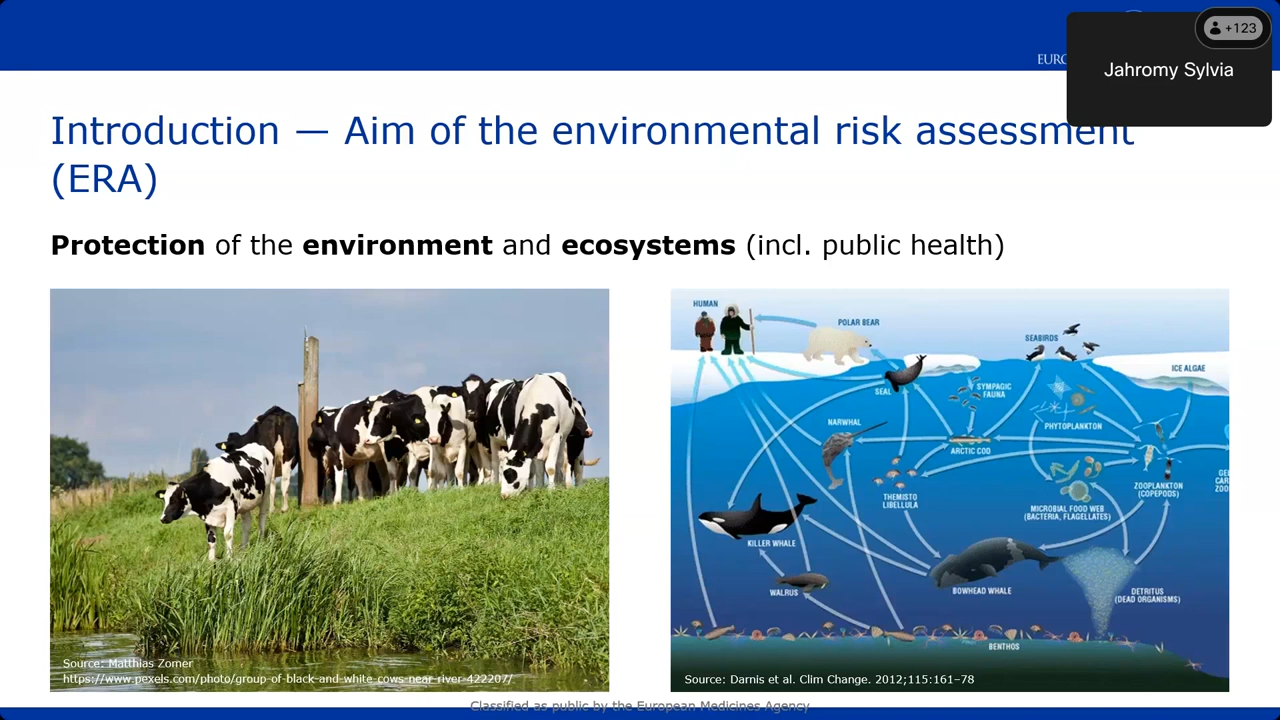 +123
Jahromy Sylvia
Introduction — Aim of the environmental risk assessment
(ERA)
Protection of the environment and ecosystems (incl. public health)
HUMAN
POLAR BEAR
SEABIRDS
ICE ALGAE
SEAL
SYMPAGIC
FAUNA
PHYTOPLANKTON
NARWHAL
ARCTIC COD
THEMISTO
LIBELLULA
ZOOPLANKTON
(COPEPODS)
MICROBIAL FOOD WEB
(BACTERIA, FLAGELLATES)
KILLER WHALE
WALRUS
BOWHEAD WHALE
DETRITUS
(DEAD ORGANISMS)
BENTHOS
Source: Matthias Zomer
https://www.pexels.com/photo/group-of-black-and-white-cows-near-river-422207/
Source: Darnis et al. Clim Change. 2012;115:161–78
Classified as public by the European Medicines Agency